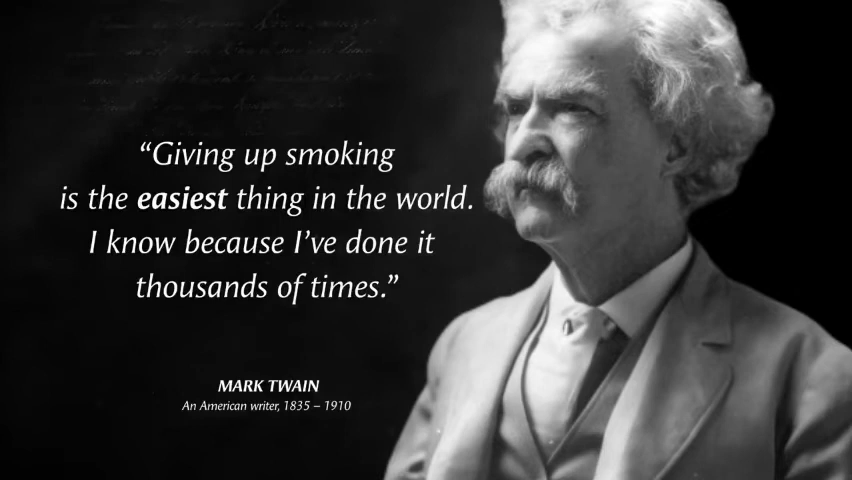 “Giving up smoking
is the easiest thing in the world.
I know because I’ve done it
thousands of times.”
MARK TWAIN
An American writer, 1835 – 1910